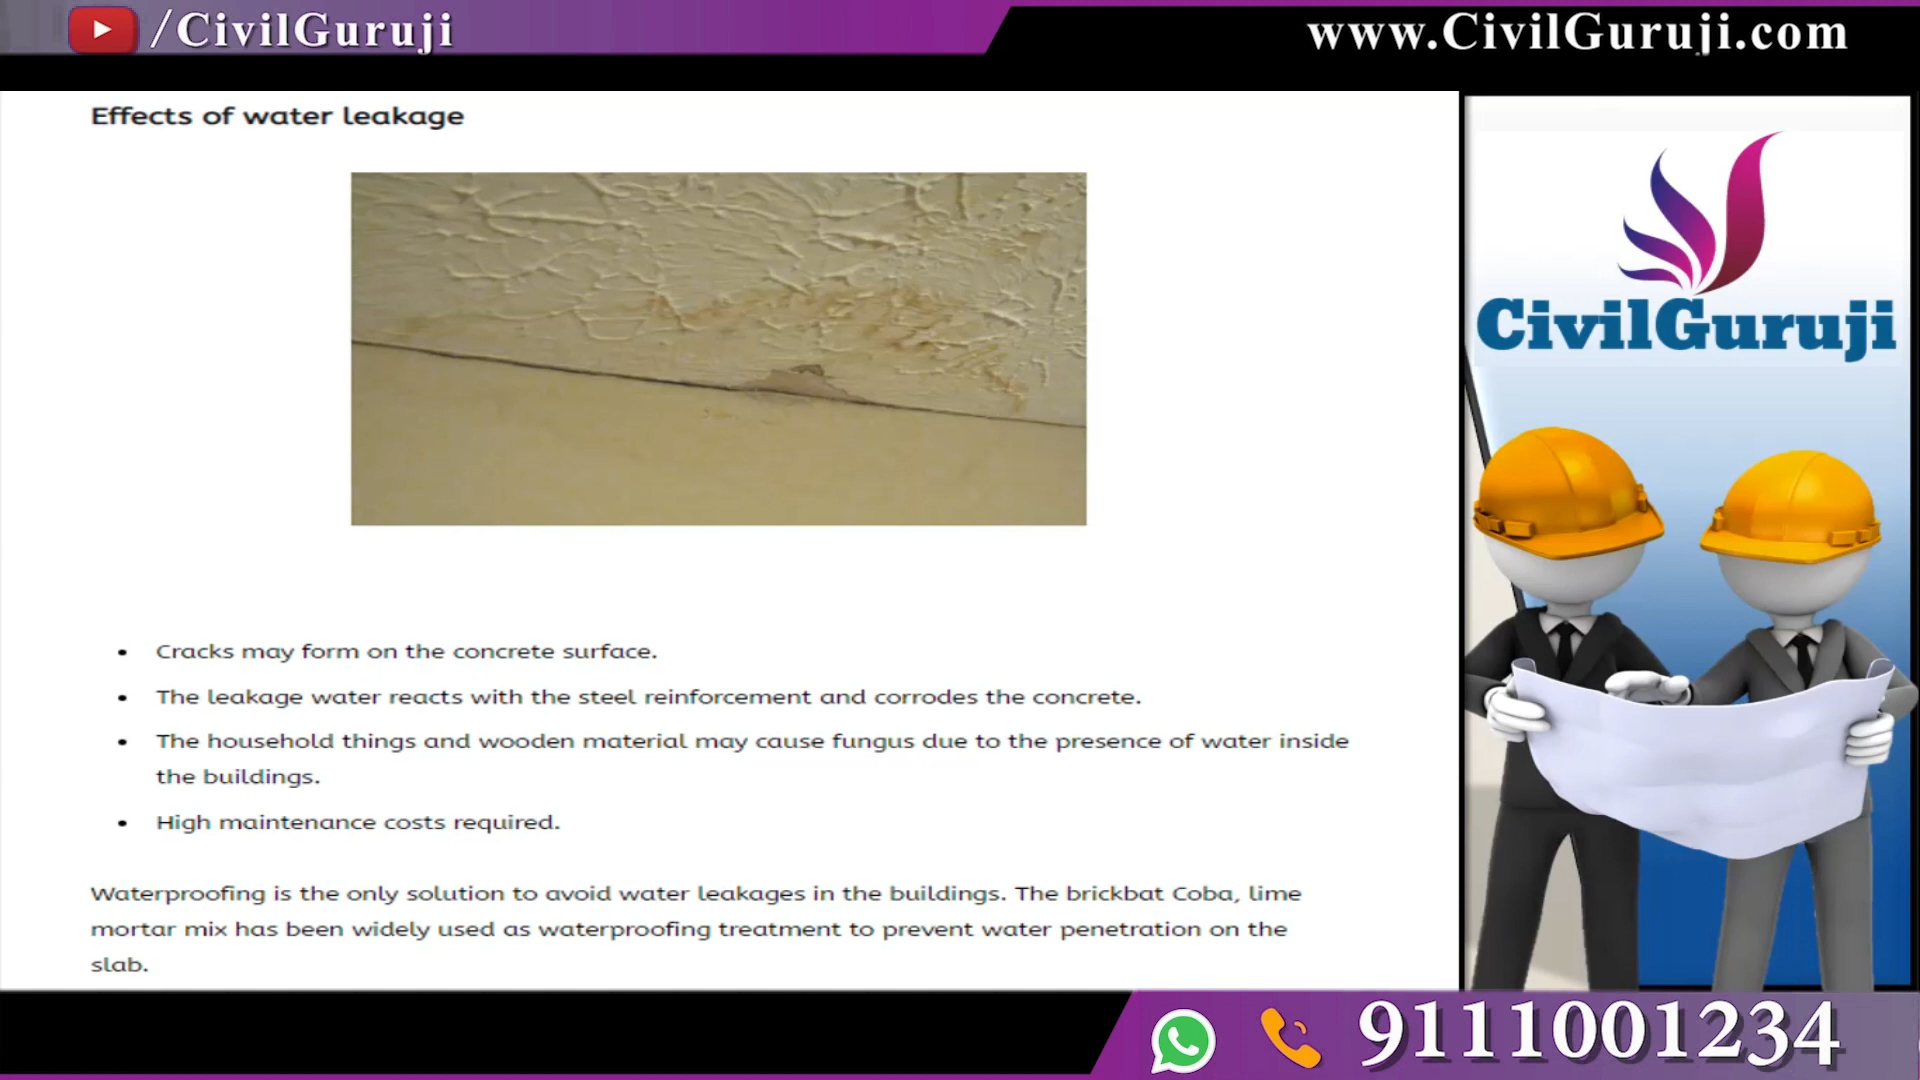 /CivilGuruji
www.CivilGuruji.com
Effects of water leakage
CivilGuruji
• Cracks may form on the concrete surface.
• The leakage water reacts with the steel reinforcement and corrodes the concrete.
• The household things and wooden material may cause fungus due to the presence of water inside
the buildings.
• High maintenance costs required.
Waterproofing is the only solution to avoid water leakages in the buildings. The brickbat Coba, lime
mortar mix has been widely used as waterproofing treatment to prevent water penetration on the
slab.
9111001234